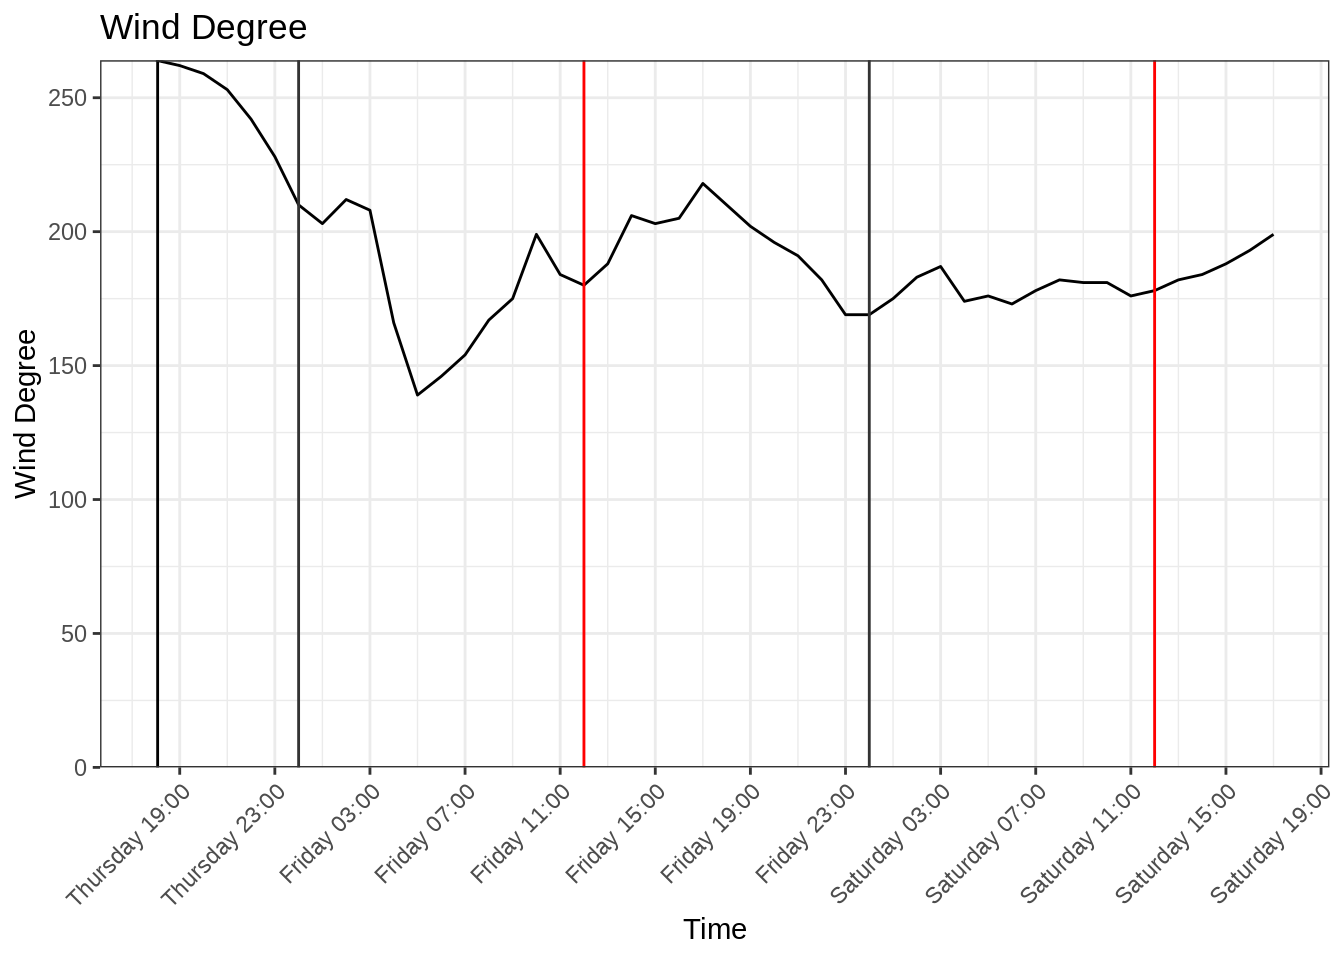 Wind Degree
Wind Degree
250
200
150
100
50
0
Thursday 19:00
Thursday 23:00
Friday 03:00
Friday 07:00
Friday 11:00
Friday 15:00
Friday 19:00
Friday 23:00
Saturday 03:00
Saturday 07:00
Saturday 11:00
Saturday 15:00
Saturday 19:00
Time